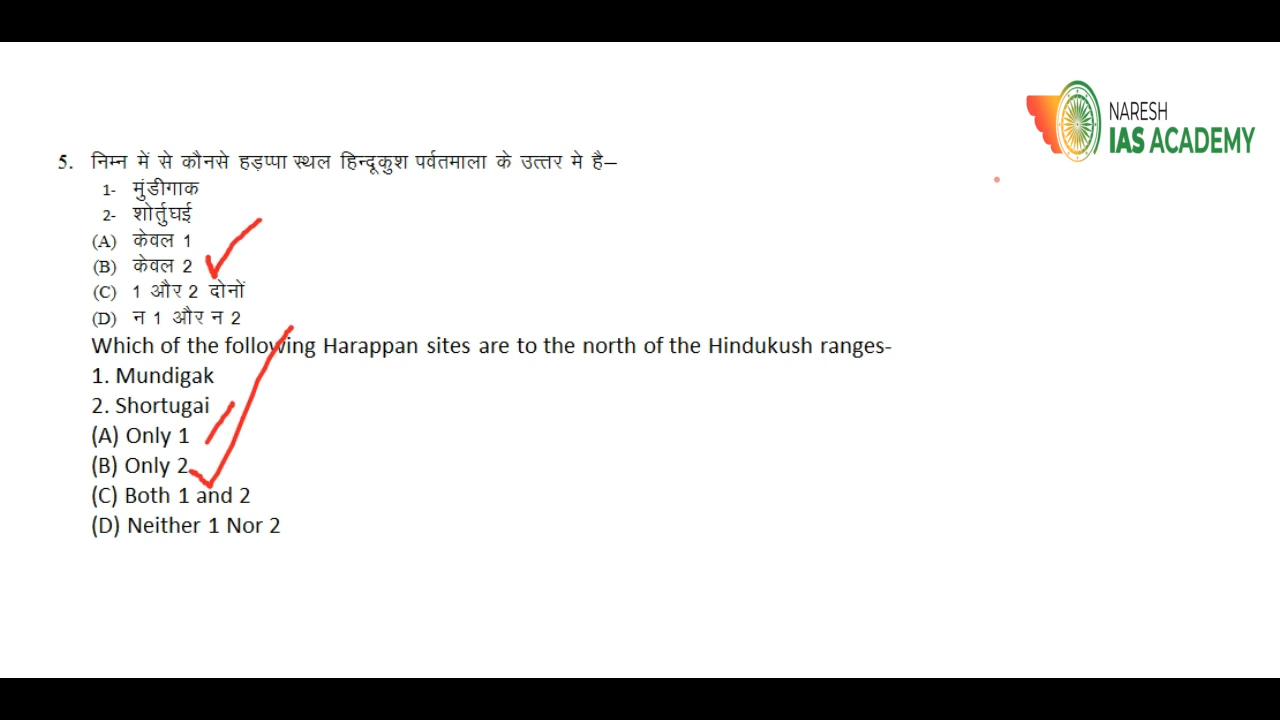 NARESH
IAS ACADEMY
5. निम्न में से कौनसे हड़प्पा स्थल हिन्दूकुश पर्वतमाला के उत्तर मे है–
1- मुंडीगाक
2- शोर्तुघई
(A) केवल 1
(B) केवल 2
(C) 1 और 2 दोनों
(D) न 1 और न 2
Which of the following Harappan sites are to the north of the Hindukush ranges-
1. Mundigak
2. Shortugai
(A) Only 1
(B) Only 2
(C) Both 1 and 2
(D) Neither 1 Nor 2